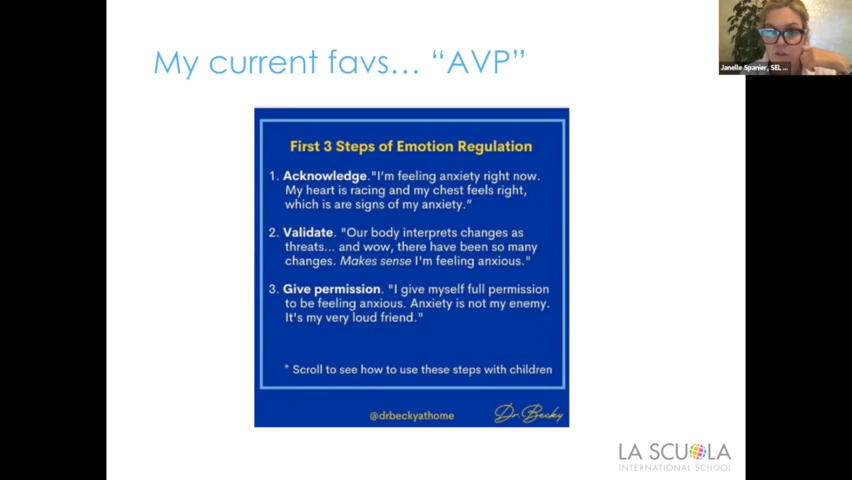 My current favs... “AVP”
Janelle Spanier, SEL ...
First 3 Steps of Emotion Regulation
1. Acknowledge."I'm feeling anxiety right now.
My heart is racing and my chest feels right,
which is are signs of my anxiety."
2. Validate. "Our body interprets changes as
threats... and wow, there have been so many
changes. Makes sense I'm feeling anxious."
3. Give permission. "I give myself full permission
to be feeling anxious. Anxiety is not my enemy.
It's my very loud friend."
* Scroll to see how to use these steps with children
@drbeckyathome
Dr. Becky
LA SCUOLA
INTERNATIONAL SCHOOL